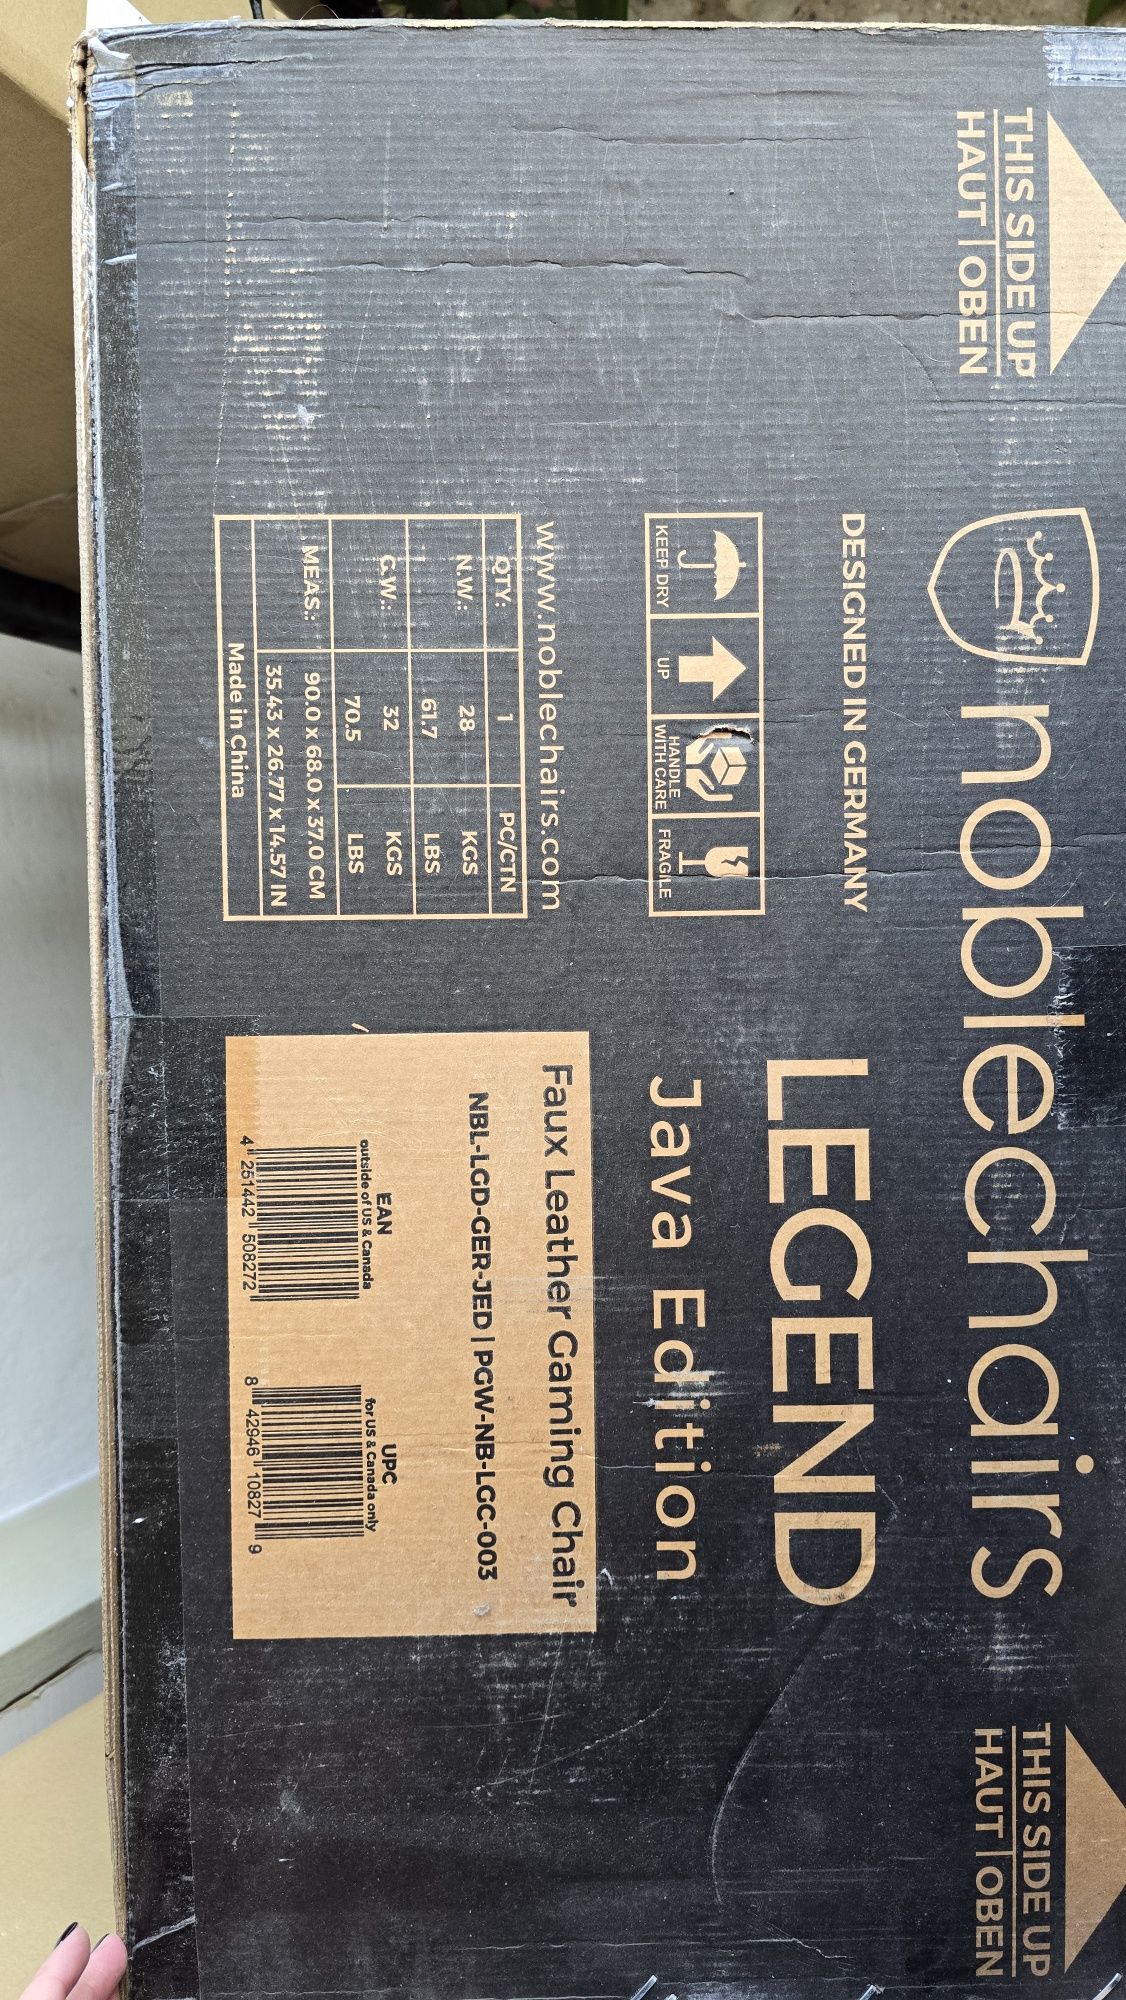 THIS SIDE UP
HAUT | OBEN
noblechairs
THIS SIDE UP
HAUT | OBEN
DESIGNED IN GERMANY
LEGEND
Java Edition
KEEP DRY
UP
HANDLE
WITH CARE
FRAGILE
www.noblechairs.com
QTY: 1 PC/CTN
N.W.: 28 KGS
61.7 LBS
G.W.: 32 KGS
70.5 LBS
MEAS.: 90.0 x 68.0 x 37.0 CM
35.43 x 26.77 x 14.57 IN
Made in China
Faux Leather Gaming Chair
NBL-LGD-GER-JED | PGW-NB-LGC-003
EAN
outside of US & Canada
4 251442 508272
UPC
for US & Canada only
8 42946 10827 9